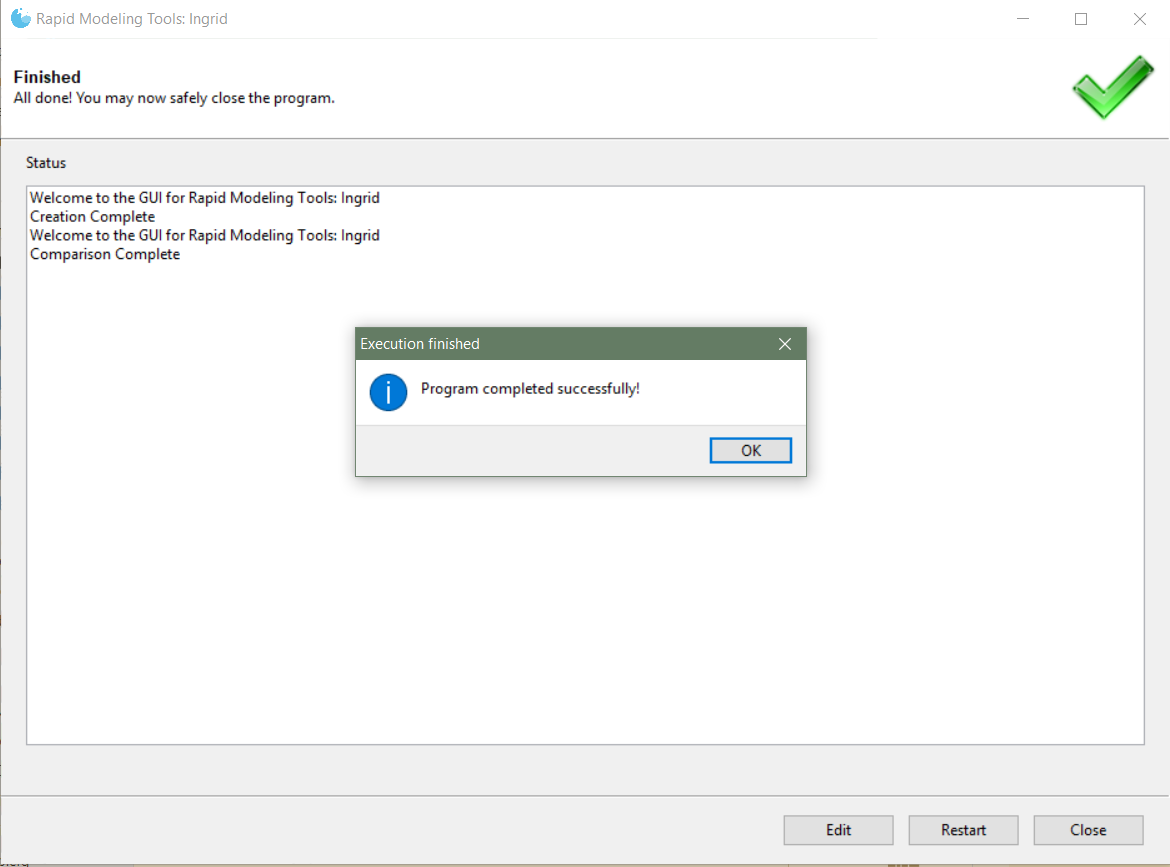 Rapid Modeling Tools: Ingrid
Finished
All done! You may now safely close the program.
Status
Welcome to the GUI for Rapid Modeling Tools: Ingrid
Creation Complete
Welcome to the GUI for Rapid Modeling Tools: Ingrid
Comparison Complete
Execution finished
Program completed successfully!
OK
Edit
Restart
Close